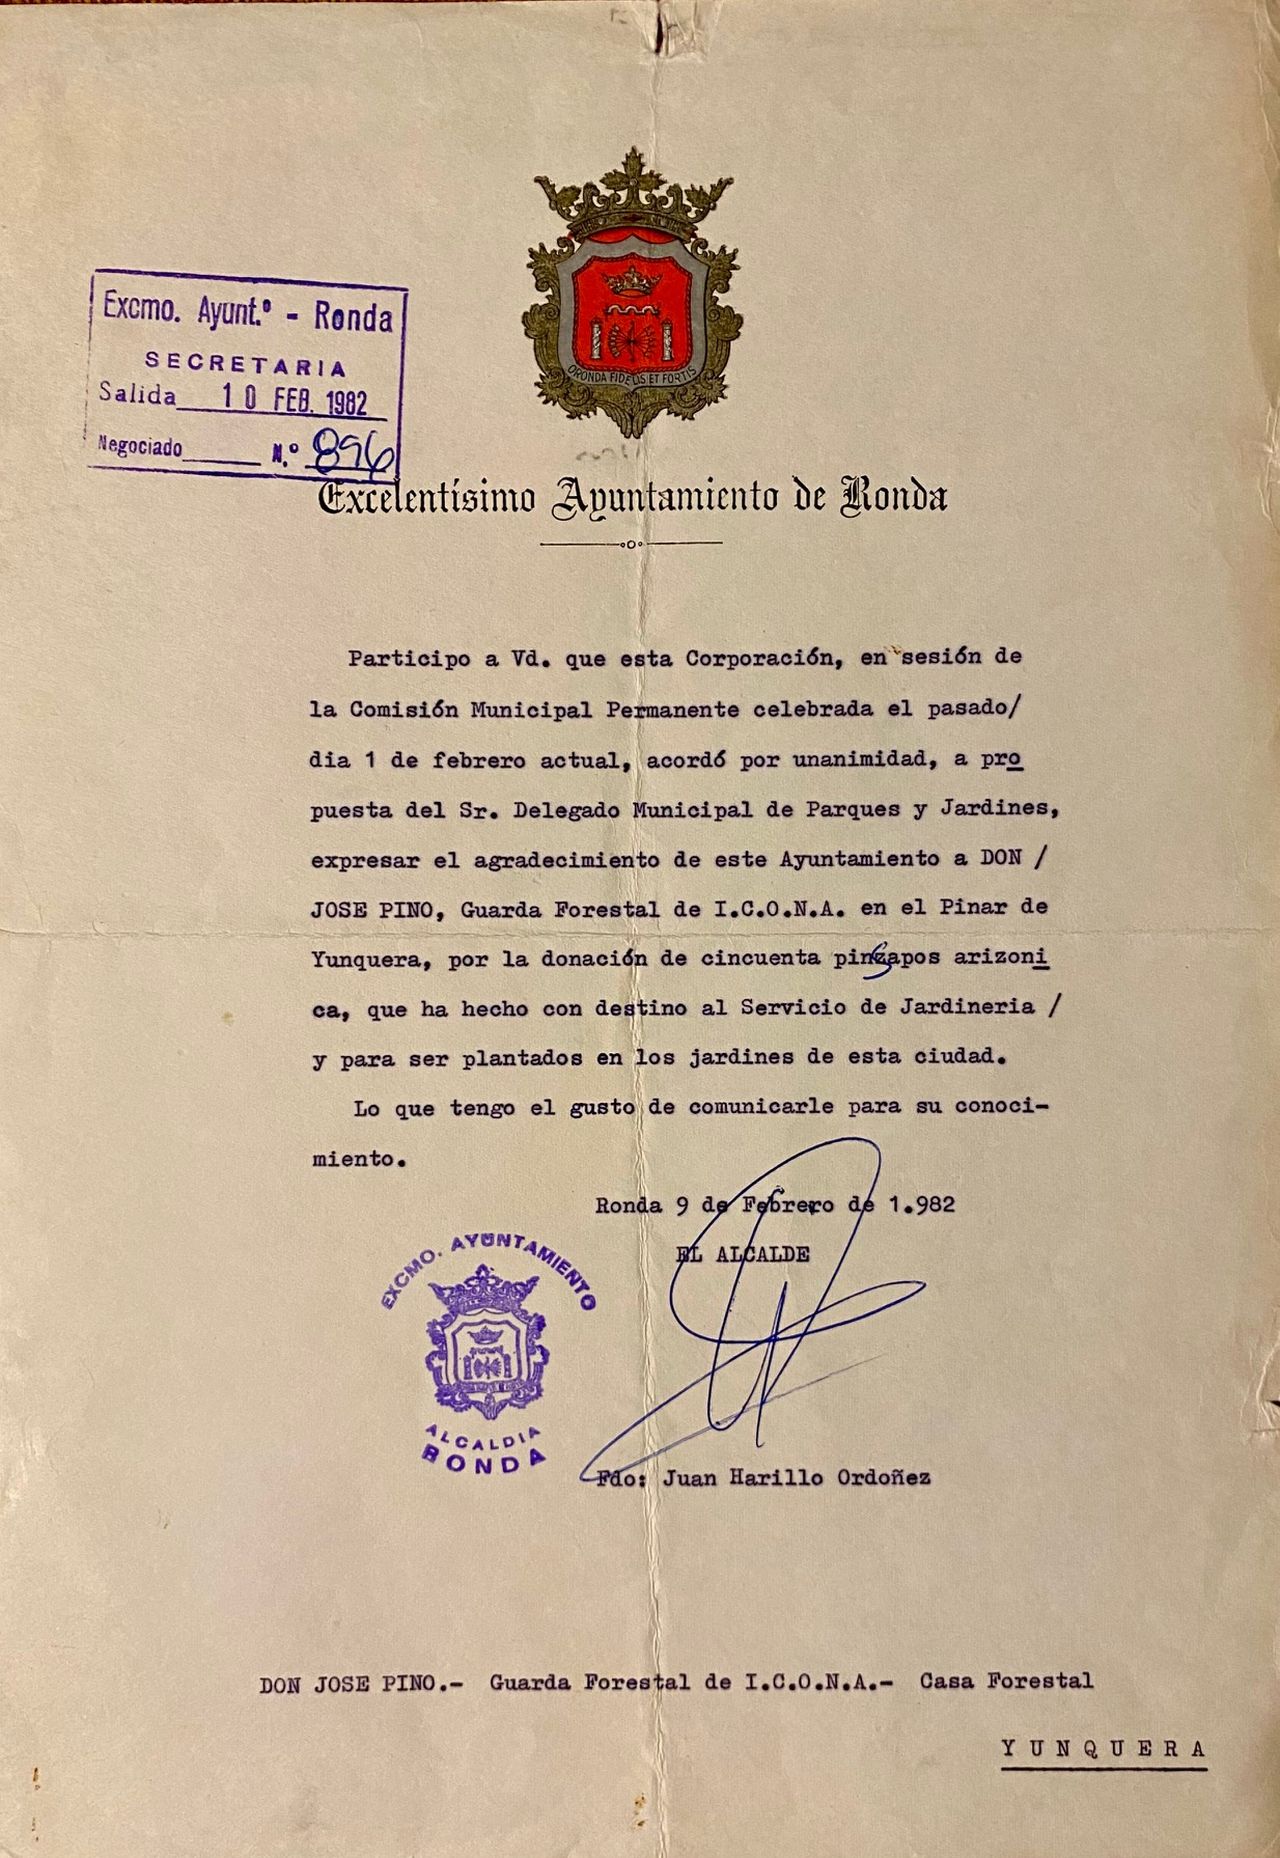 Excmo. Ayunt.º - Ronda
SECRETARIA
Salida 10 FEB. 1982
Negociado N.º 896
ORONDA FIDELIS ET FORTIS
Excelentísimo Ayuntamiento de Ronda
Participo a Vd. que esta Corporación, en sesión de
la Comisión Municipal Permanente celebrada el pasado/
dia 1 de febrero actual, acordó por unanimidad, a pro
puesta del Sr. Delegado Municipal de Parques y Jardines,
expresar el agradecimiento de este Ayuntamiento a DON /
JOSE PINO, Guarda Forestal de I.C.O.N.A. en el Pinar de
Yunquera, por la donación de cincuenta pinsapos arizoni
ca, que ha hecho con destino al Servicio de Jardineria /
y para ser plantados en los jardines de esta ciudad.
Lo que tengo el gusto de comunicarle para su conoci-
miento.
Ronda 9 de Febrero de 1.982
EL ALCALDE
EXCMO. AYUNTAMIENTO
ALCALDIA
RONDA
Fdo: Juan Harillo Ordoñez
DON JOSE PINO.- Guarda Forestal de I.C.O.N.A.- Casa Forestal
YUNQUERA